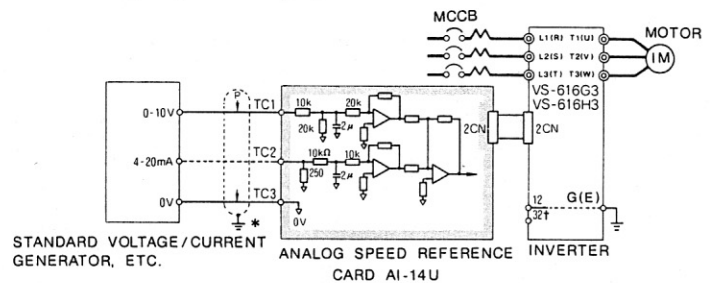 MCCB
MOTOR
L1(R) T1(U)
L2(S) T2(V)
L3(T) T3(W)
IM
VS-616G3
VS-616H3
0-10V
P
TC1
10k
20k
20k
2μ
2CN
2CN
4-20mA
TC2
10kΩ
10k
250
2μ
0V
TC3
0V
12
G(E)
32†
*
STANDARD VOLTAGE/CURRENT
GENERATOR, ETC.
ANALOG SPEED REFERENCE
CARD AI-14U
INVERTER